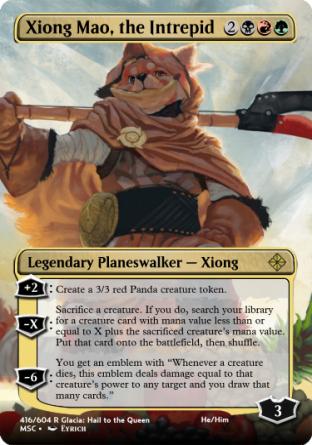 Xiong Mao, the Intrepid 2
Legendary Planeswalker — Xiong
+2 : Create a 3/3 red Panda creature token.
Sacrifice a creature. If you do, search your library
-X : for a creature card with mana value less than or
equal to X plus the sacrificed creature's mana value.
Put that card onto the battlefield, then shuffle.
You get an emblem with "Whenever a creature
-6 : dies, this emblem deals damage equal to that
creature's power to any target and you draw that
many cards."
3
416/604 R Glacia: Hail to the Queen He/Him
MSC • Eyrich